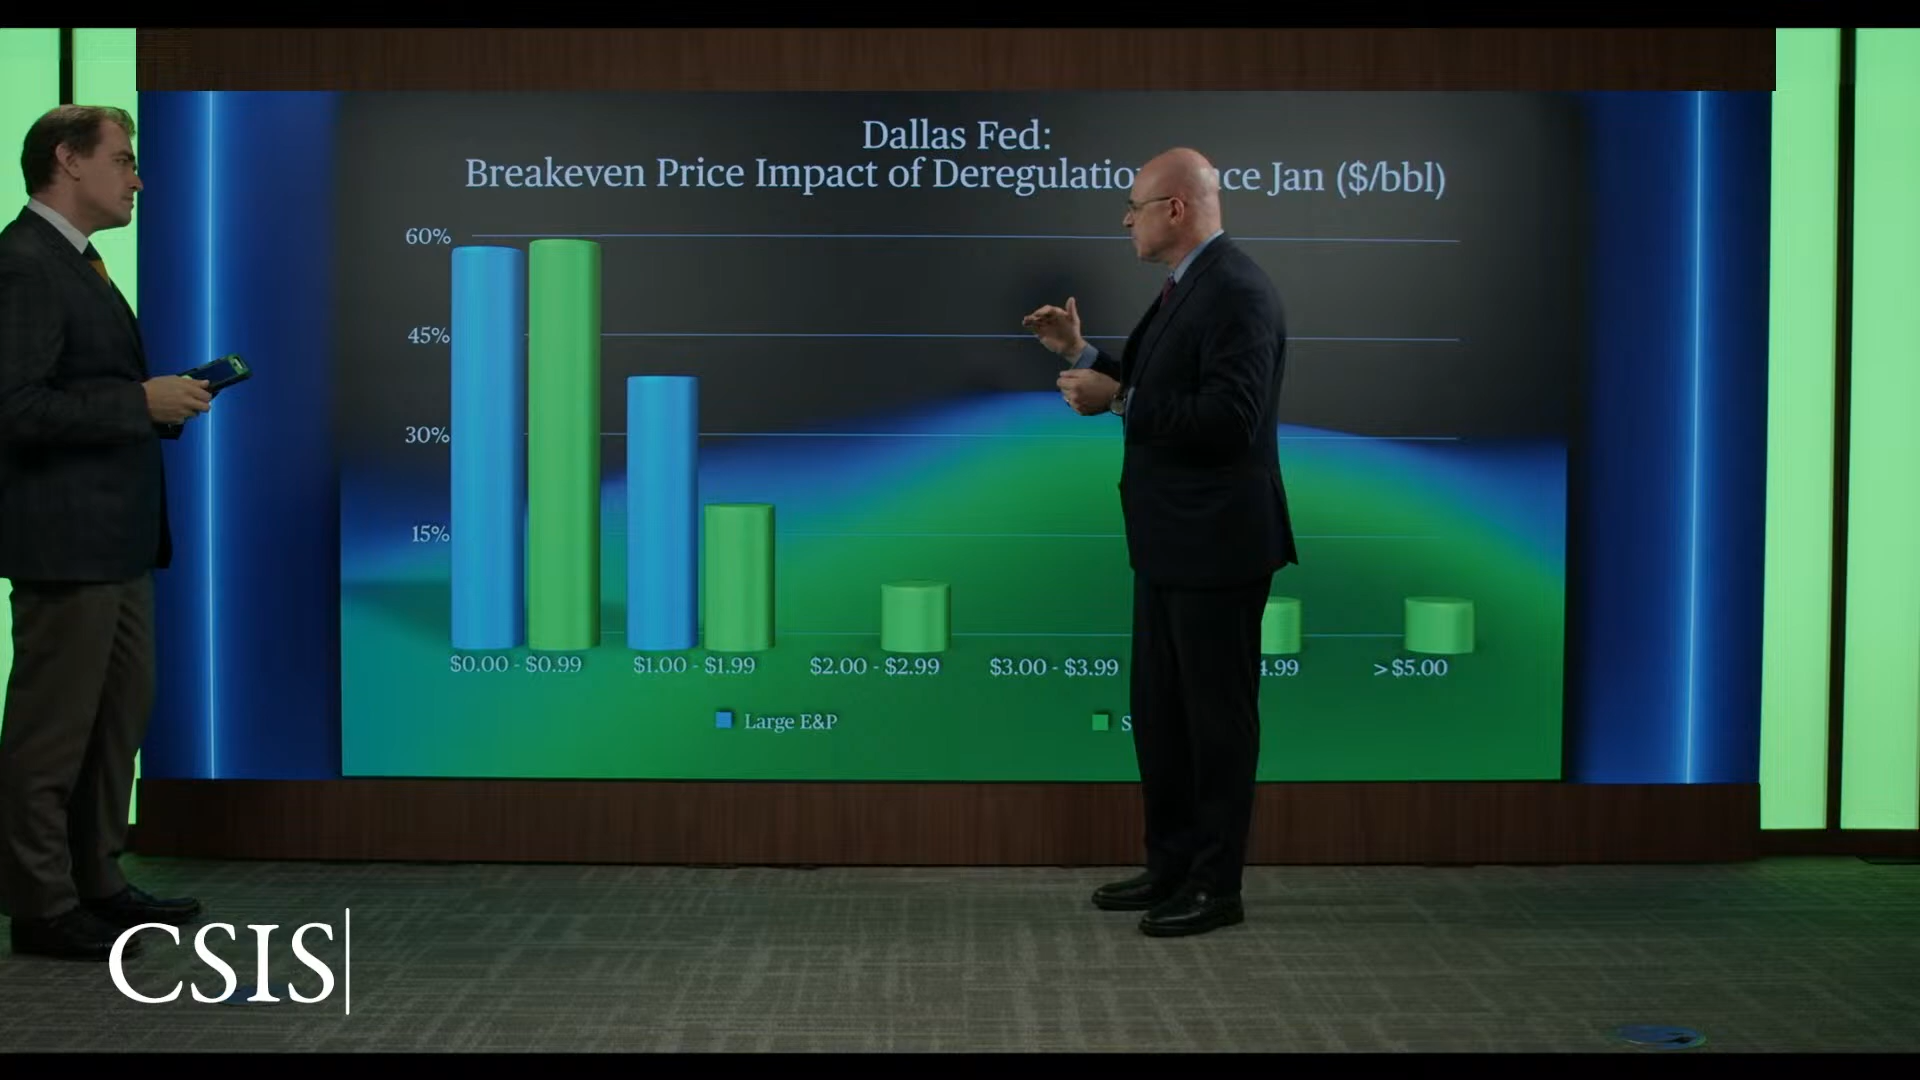 Dallas Fed:
Breakeven Price Impact of Deregulatio ce Jan ($/bbl)
60%
45%
30%
15%
$0.00 - $0.99 $1.00 - $1.99 $2.00 - $2.99 $3.00 - $3.99 4.99 > $5.00
Large E&P S
CSIS